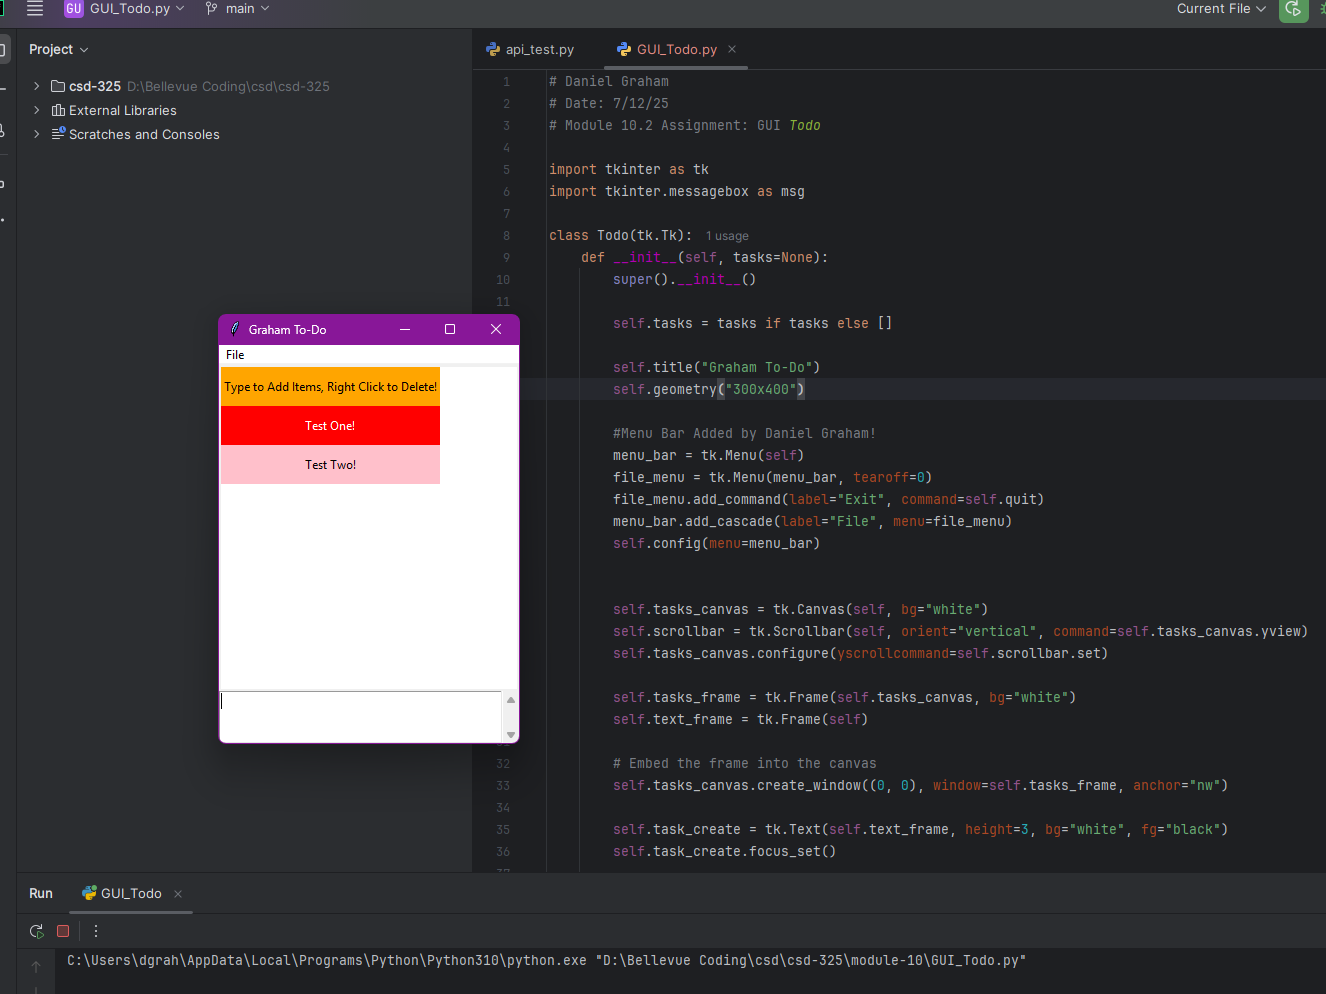 GU GUI_Todo.py main
Current File
Project
csd-325 D:\Bellevue Coding\csd\csd-325
External Libraries
Scratches and Consoles
api_test.py GUI_Todo.py
1 # Daniel Graham
2 # Date: 7/12/25
3 # Module 10.2 Assignment: GUI Todo
4
5 import tkinter as tk
6 import tkinter.messagebox as msg
7
8 class Todo(tk.Tk): 1 usage
9 def __init__(self, tasks=None):
10 super().__init__()
11
self.tasks = tasks if tasks else []
self.title("Graham To-Do")
self.geometry("300x400")
#Menu Bar Added by Daniel Graham!
menu_bar = tk.Menu(self)
file_menu = tk.Menu(menu_bar, tearoff=0)
file_menu.add_command(label="Exit", command=self.quit)
menu_bar.add_cascade(label="File", menu=file_menu)
self.config(menu=menu_bar)
self.tasks_canvas = tk.Canvas(self, bg="white")
self.scrollbar = tk.Scrollbar(self, orient="vertical", command=self.tasks_canvas.yview)
self.tasks_canvas.configure(yscrollcommand=self.scrollbar.set)
self.tasks_frame = tk.Frame(self.tasks_canvas, bg="white")
self.text_frame = tk.Frame(self)
32 # Embed the frame into the canvas
33 self.tasks_canvas.create_window((0, 0), window=self.tasks_frame, anchor="nw")
34
35 self.task_create = tk.Text(self.text_frame, height=3, bg="white", fg="black")
36 self.task_create.focus_set()
Graham To-Do
File
Type to Add Items, Right Click to Delete!
Test One!
Test Two!
Run GUI_Todo
C:\Users\dgrah\AppData\Local\Programs\Python\Python310\python.exe "D:\Bellevue Coding\csd\csd-325\module-10\GUI_Todo.py"